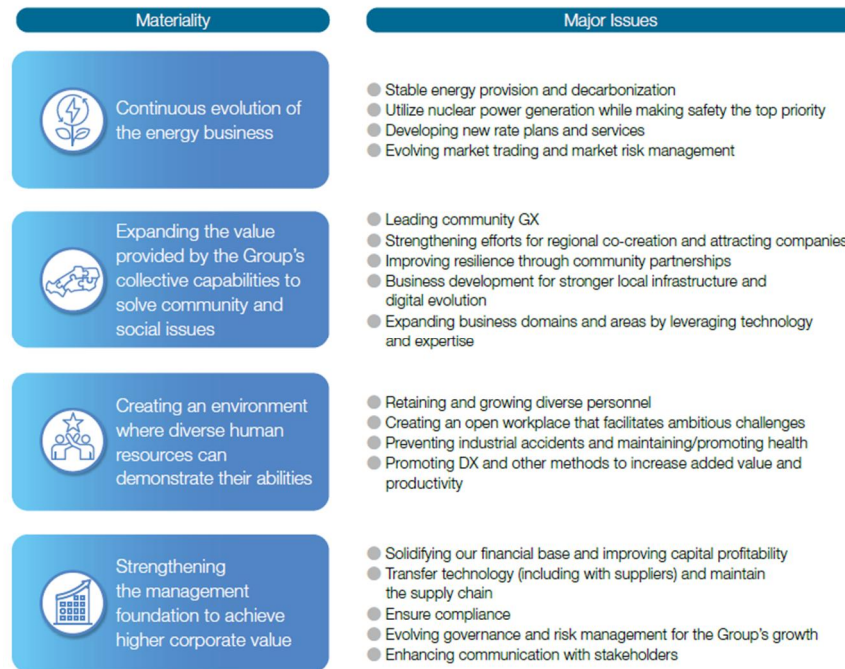 Materiality
Major Issues
Continuous evolution of
the energy business
● Stable energy provision and decarbonization
● Utilize nuclear power generation while making safety the top priority
● Developing new rate plans and services
● Evolving market trading and market risk management
Expanding the value
provided by the Group's
collective capabilities to
solve community and
social issues
● Leading community GX
● Strengthening efforts for regional co-creation and attracting companies
● Improving resilience through community partnerships
● Business development for stronger local infrastructure and
digital evolution
● Expanding business domains and areas by leveraging technology
and expertise
Creating an environment
where diverse human
resources can
demonstrate their abilities
● Retaining and growing diverse personnel
● Creating an open workplace that facilitates ambitious challenges
● Preventing industrial accidents and maintaining/promoting health
● Promoting DX and other methods to increase added value and
productivity
Strengthening
the management
foundation to achieve
higher corporate value
● Solidifying our financial base and improving capital profitability
● Transfer technology (including with suppliers) and maintain
the supply chain
● Ensure compliance
● Evolving governance and risk management for the Group's growth
● Enhancing communication with stakeholders